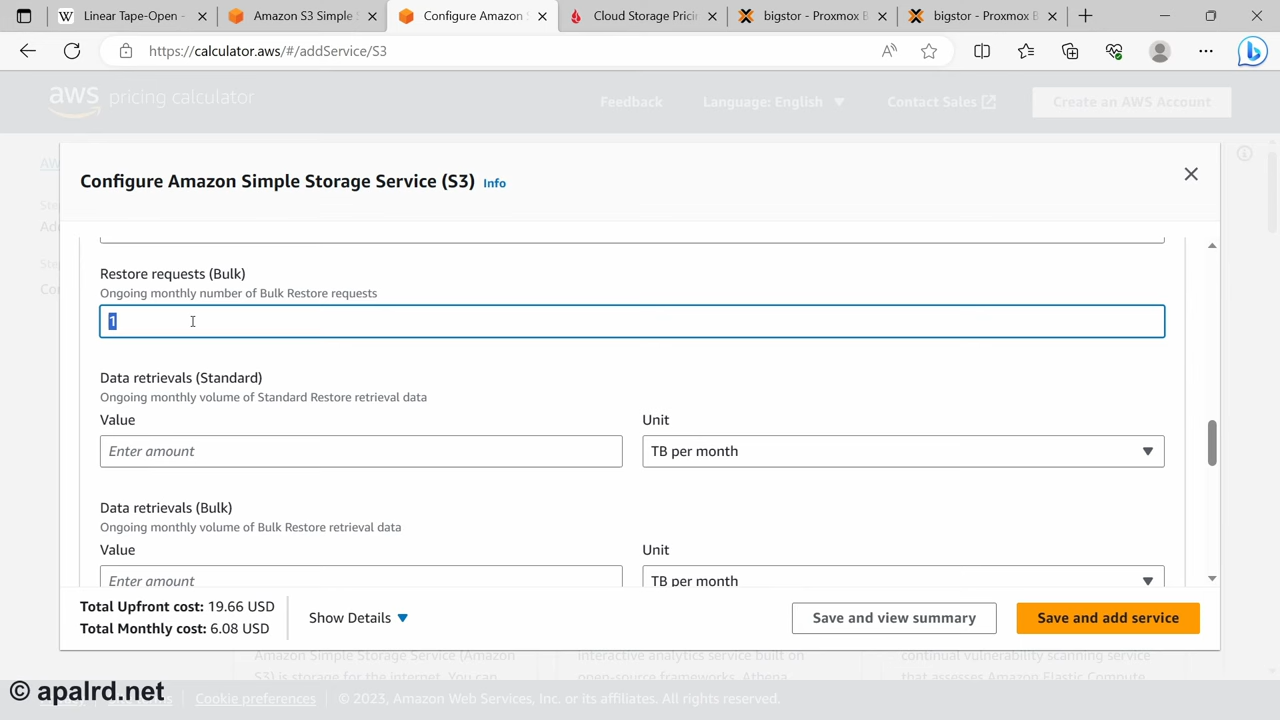 Linear Tape-Open -
Amazon S3 Simple S
Configure Amazon S
Cloud Storage Prici
bigstor - Proxmox B
bigstor - Proxmox B
https://calculator.aws/#/addService/S3
aws pricing calculator
Feedback
Language: English
Contact Sales
Create an AWS Account
AW
Ste
Add
Ste
Co
Configure Amazon Simple Storage Service (S3) Info
Restore requests (Bulk)
Ongoing monthly number of Bulk Restore requests
1
Data retrievals (Standard)
Ongoing monthly volume of Standard Restore retrieval data
Value
Unit
Enter amount
TB per month
Data retrievals (Bulk)
Ongoing monthly volume of Bulk Restore retrieval data
Value
Unit
Enter amount
TB per month
Total Upfront cost: 19.66 USD
Total Monthly cost: 6.08 USD
Show Details
Save and view summary
Save and add service
Amazon Simple Storage Service (Amazon
S3) is storage for the internet. You can
interactive analytics service built on
open-source frameworks. Athena
continual vulnerability scanning service
that assesses Amazon Elastic Compute
Cookie preferences
© 2023, Amazon Web Services, Inc. or its affiliates. All rights reserved.
© apalrd.net